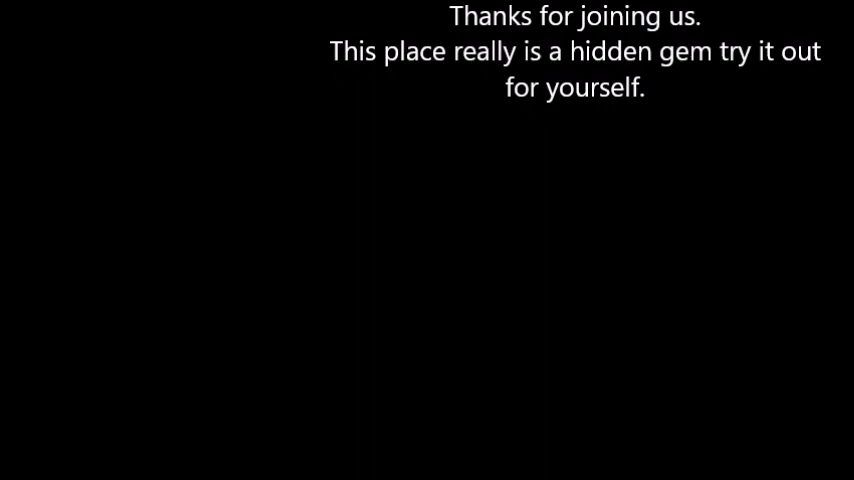 Thanks for joining us.
This place really is a hidden gem try it out
for yourself.